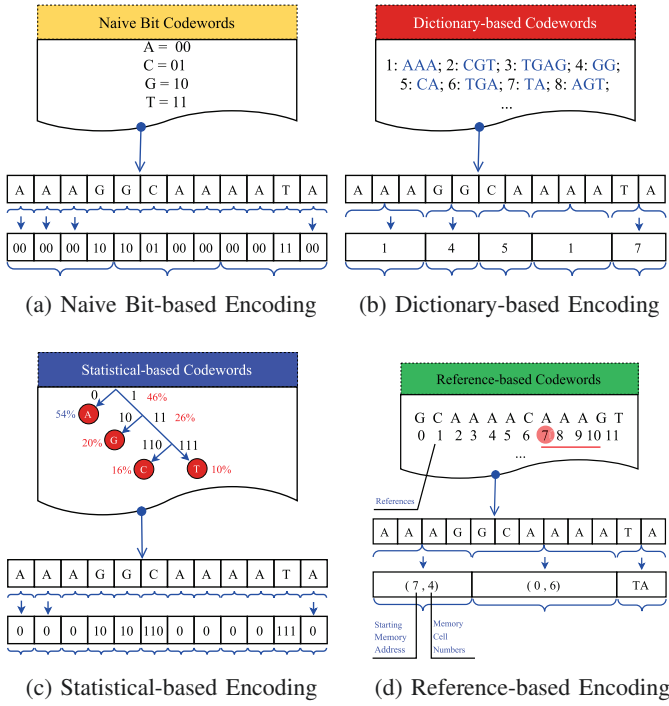 Naive Bit Codewords
A = 00
C = 01
G = 10
T = 11
A A A G G C A A A A T A
00 00 00 10 10 01 00 00 00 00 11 00
(a) Naive Bit-based Encoding
Dictionary-based Codewords
1: AAA; 2: CGT; 3: TGAG; 4: GG;
5: CA; 6: TGA; 7: TA; 8: AGT;
...
A A A G G C A A A A T A
1 4 5 1 7
(b) Dictionary-based Encoding
Statistical-based Codewords
0 1 46%
54% A 10 11 26%
20% G 110 111
16% C T 10%
A A A G G C A A A A T A
0 0 0 10 10 110 0 0 0 0 111 0
(c) Statistical-based Encoding
Reference-based Codewords
G C A A A A C A A A G T
0 1 2 3 4 5 6 7 8 9 10 11
...
References
A A A G G C A A A A T A
(7,4) (0,6) TA
Starting Memory
Memory Cell
Address Numbers
(d) Reference-based Encoding